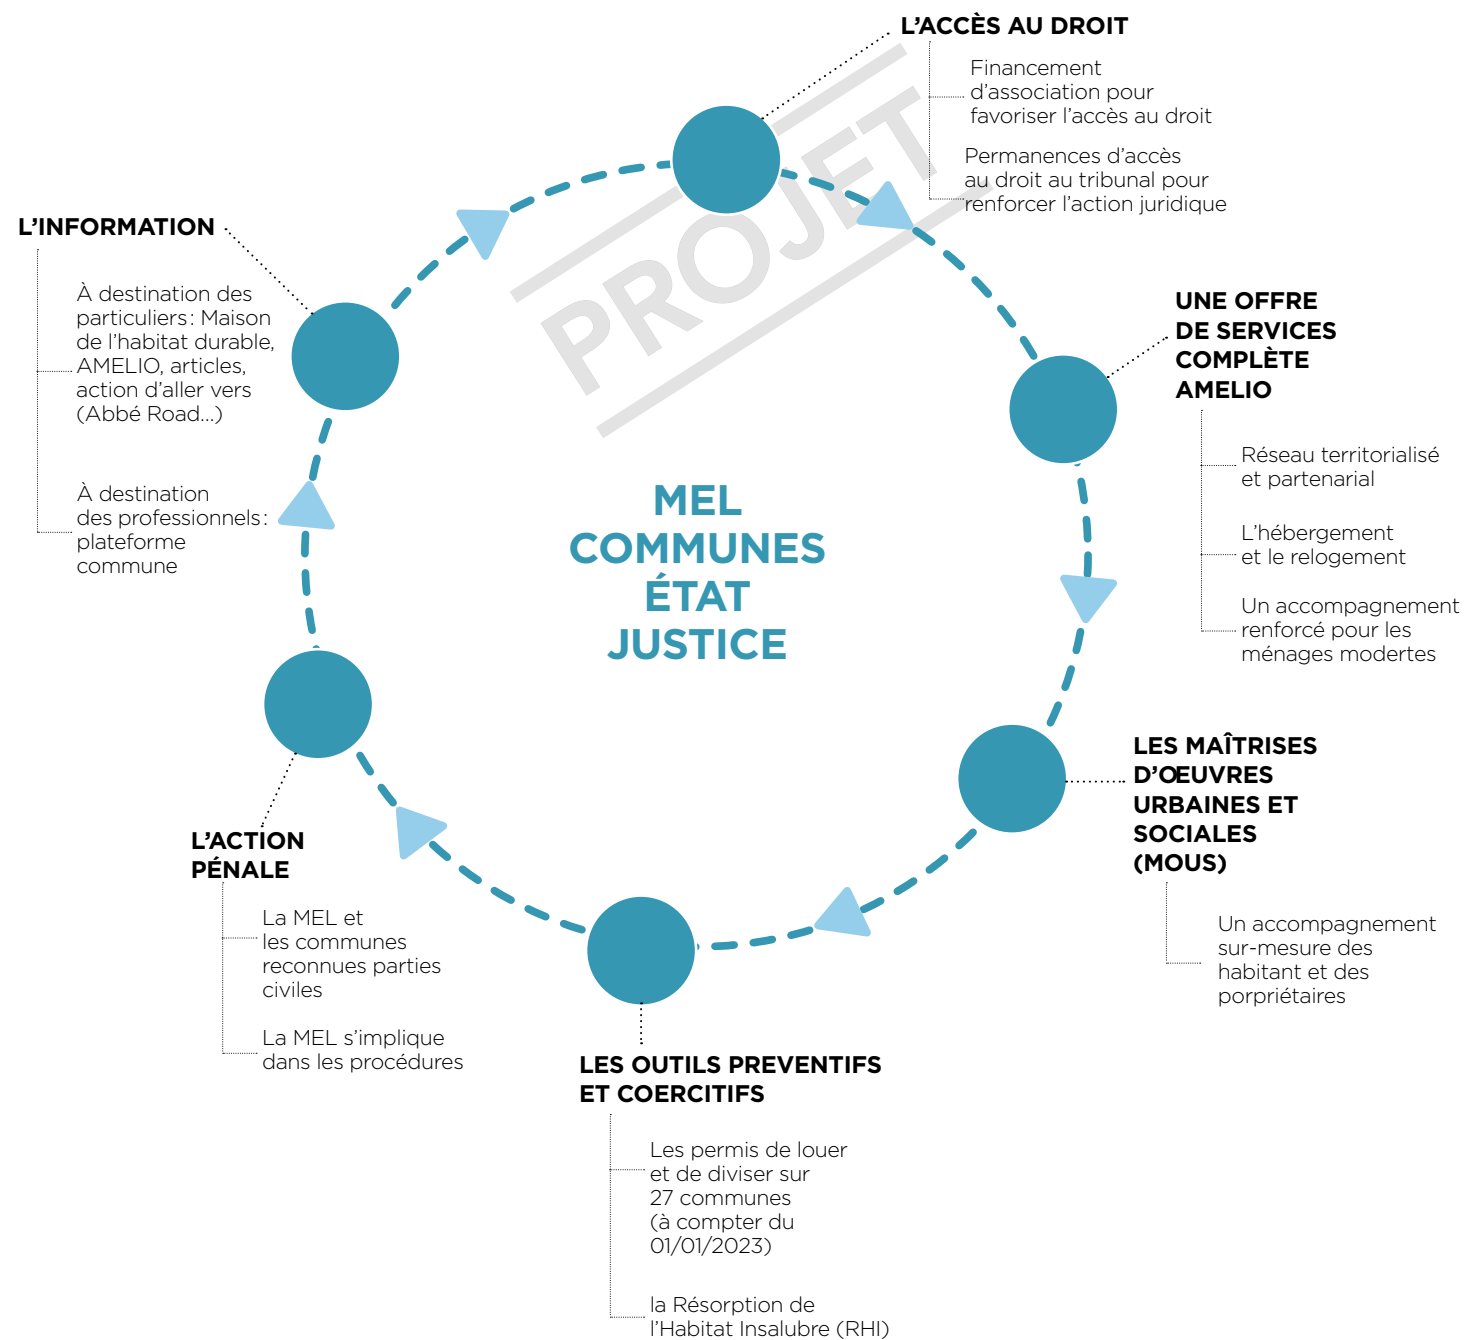 L'ACCÈS AU DROIT
Financement
d'association pour
favoriser l'accès au droit
Permanences d'accès
au droit au tribunal pour
renforcer l'action juridique
PROJET
L'INFORMATION
À destination des
particuliers : Maison
de l'habitat durable,
AMELIO, articles,
action d'aller vers
(Abbé Road...)
À destination
des professionnels :
plateforme
commune
UNE OFFRE
DE SERVICES
COMPLÈTE
AMELIO
Réseau territorialisé
et partenarial
L'hébergement
et le relogement
Un accompagnement
renforcé pour les
ménages modertes
MEL
COMMUNES
ÉTAT
JUSTICE
LES MAÎTRISES
D'ŒUVRES
URBAINES ET
SOCIALES
(MOUS)
Un accompagnement
sur-mesure des
habitant et des
porpriétaires
L'ACTION
PÉNALE
La MEL et
les communes
reconnues parties
civiles
La MEL s'implique
dans les procédures
LES OUTILS PREVENTIFS
ET COERCITIFS
Les permis de louer
et de diviser sur
27 communes
(à compter du
01/01/2023)
la Résorption de
l'Habitat Insalubre (RHI)